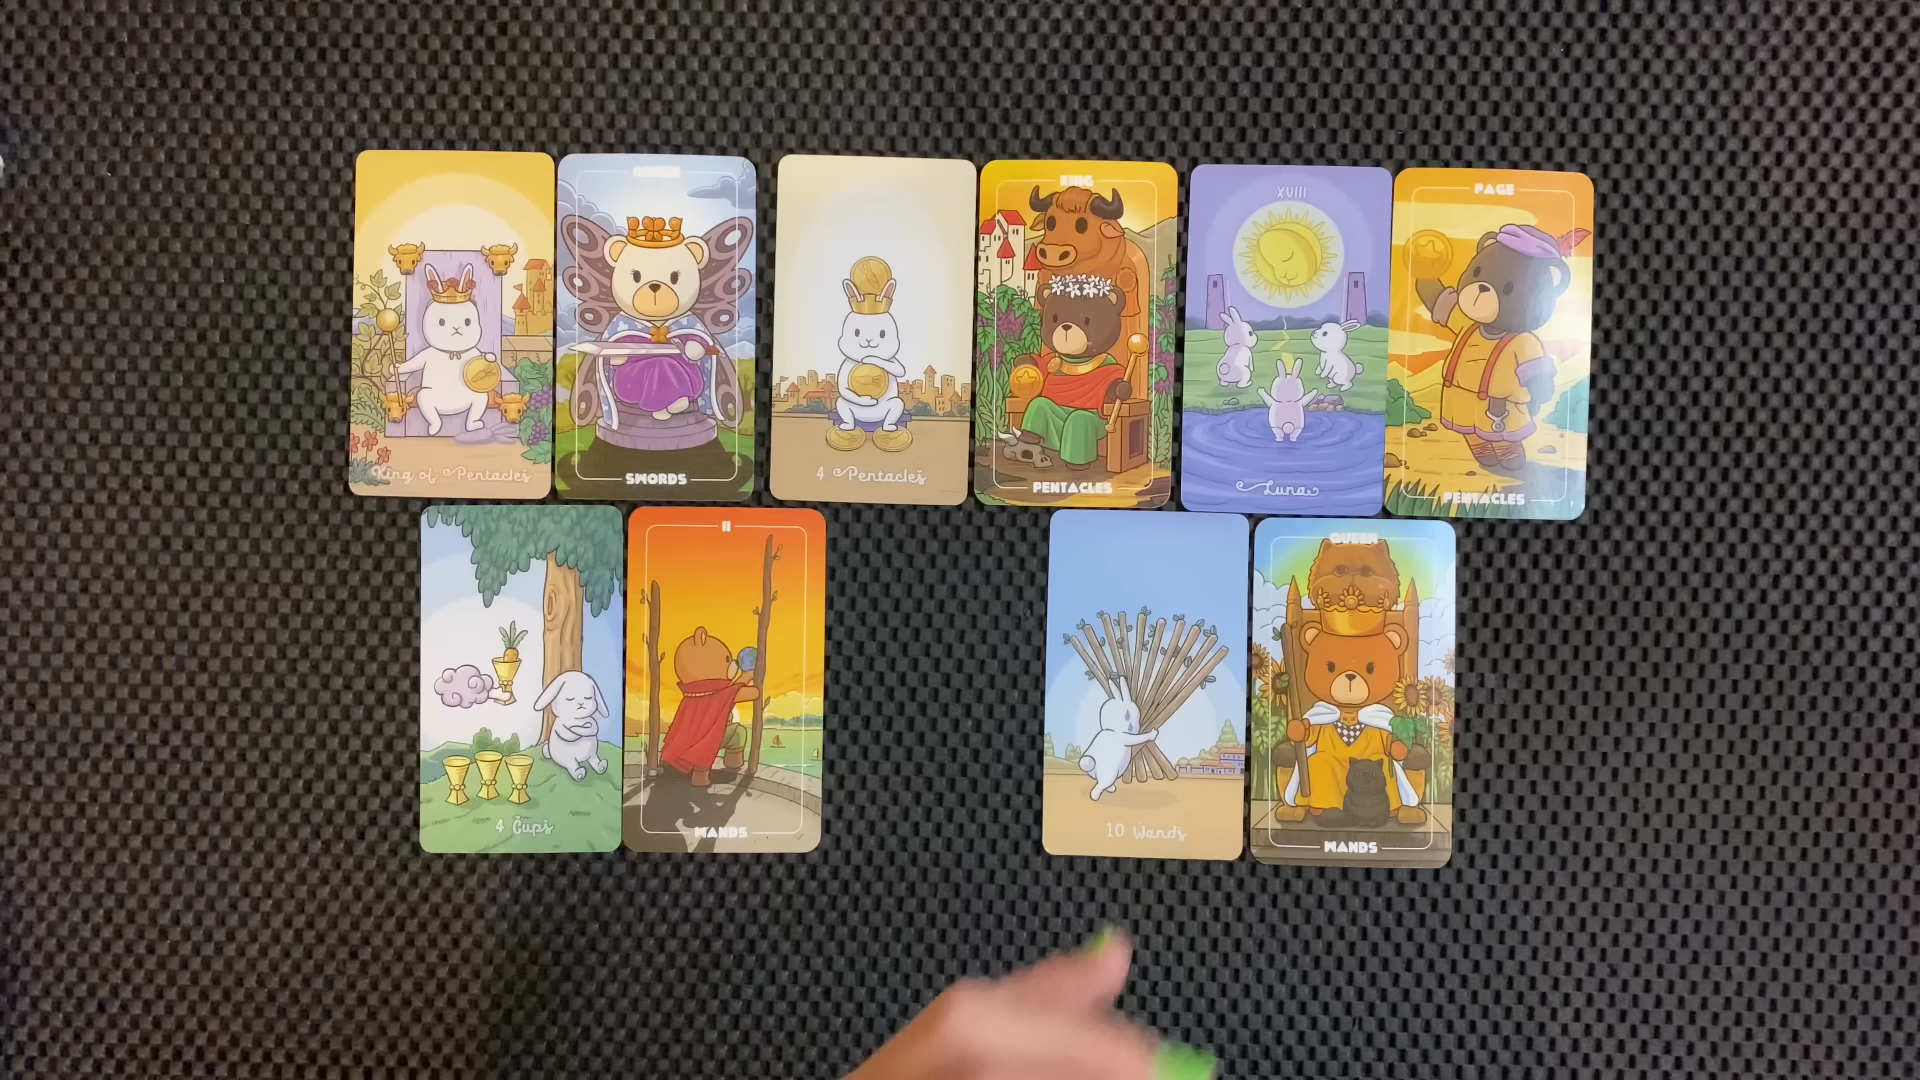 King of Pentacles
QUEEN
SWORDS
4 Pentacles
KING
PENTACLES
XVIII
Luna
PAGE
PENTACLES
4 Cups
II
WANDS
10 Wands
QUEEN
WANDS